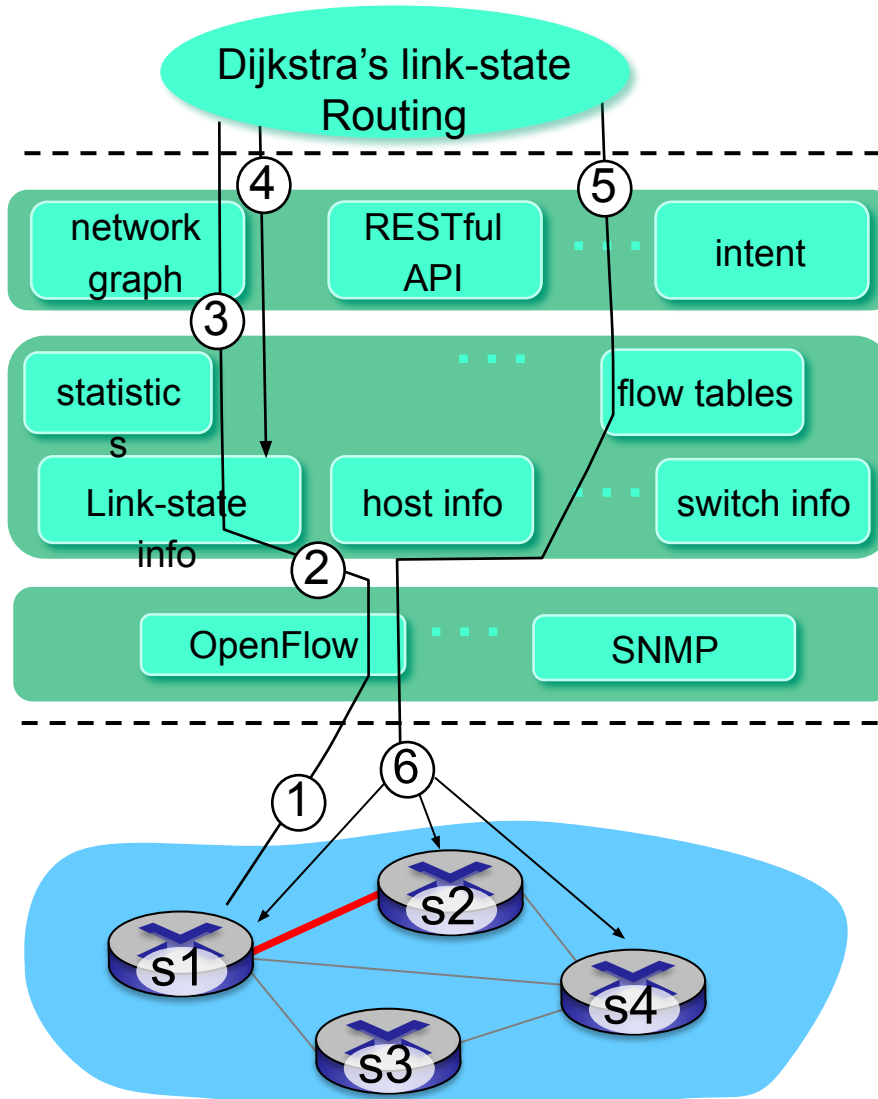 Dijkstra’s link-state
Routing
4
5
network
graph
RESTful
API
intent
3
statistic
s
flow tables
Link-state
info
host info
switch info
2
OpenFlow
SNMP
1
6
s2
s1
s4
s3